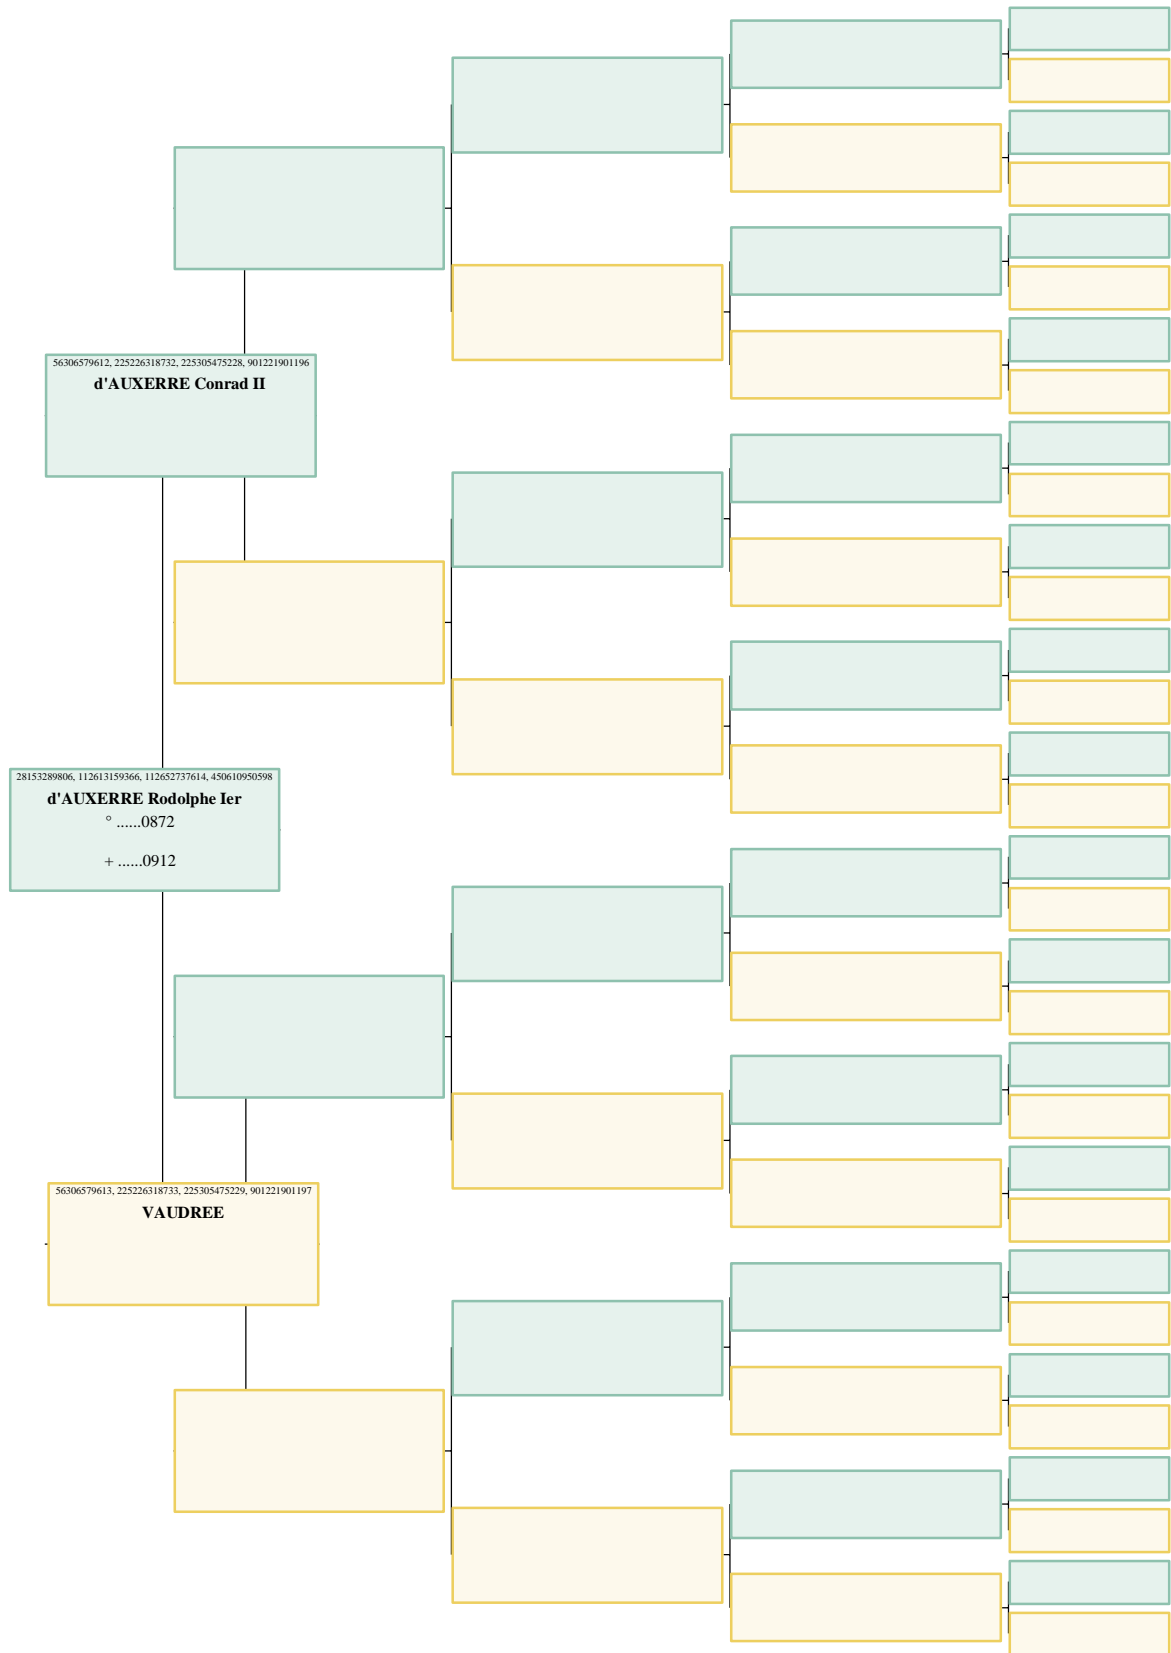 56306579612, 225226318732, 225305475228, 901221901196
d'AUXERRE Conrad II
28153289806, 112613159366, 112652737614, 450610950598
d'AUXERRE Rodolphe Ier
° ......0872
+ ......0912
56306579613, 225226318733, 225305475229, 901221901197
VAUDREE